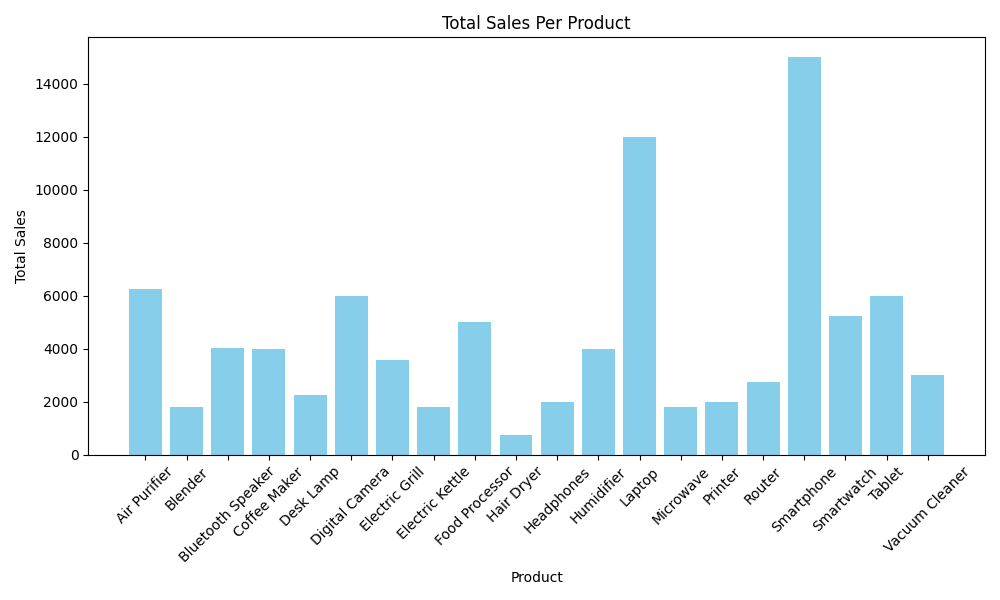 Total Sales Per Product
Total Sales
14000
12000
10000
8000
6000
4000
2000
0
Air Purifier
Blender
Bluetooth Speaker
Coffee Maker
Desk Lamp
Digital Camera
Electric Grill
Electric Kettle
Food Processor
Hair Dryer
Headphones
Humidifier
Laptop
Microwave
Printer
Router
Smartphone
Smartwatch
Tablet
Vacuum Cleaner
Product